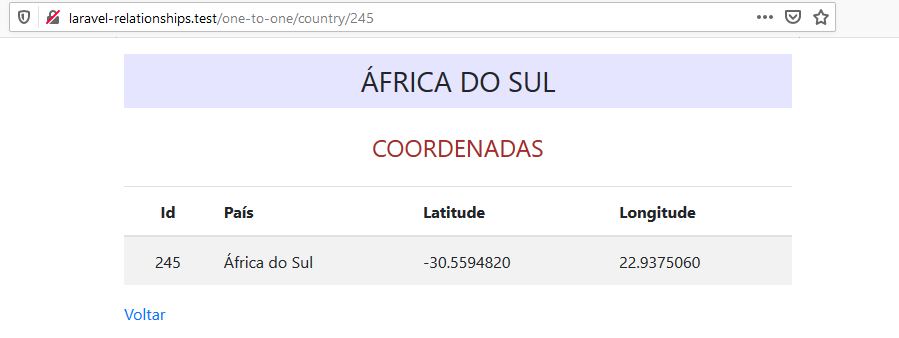 laravel-relationships.test/one-to-one/country/245
ÁFRICA DO SUL
COORDENADAS
Id País Latitude Longitude
245 África do Sul -30.5594820 22.9375060
Voltar